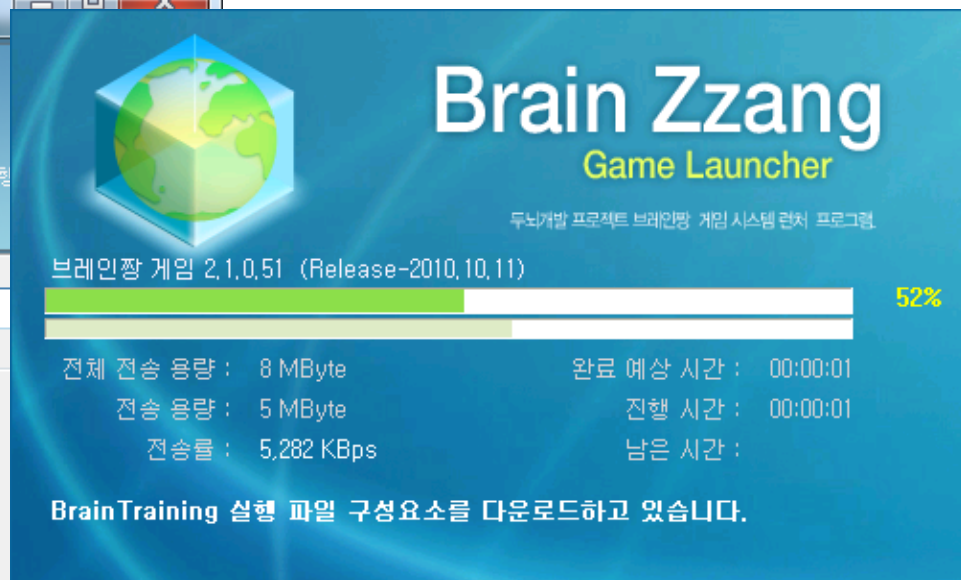 Brain Zzang
Game Launcher
두뇌개발 프로젝트 브레인짱 게임 시스템 런처 프로그램.
브레인짱 게임 2,1,0,51 (Release-2010,10,11)
52%
전체 전송 용량 : 8 MByte 완료 예상 시간 : 00:00:01
전송 용량 : 5 MByte 진행 시간 : 00:00:01
전송률 : 5,282 KBps 남은 시간 :
BrainTraining 실행 파일 구성요소를 다운로드하고 있습니다.